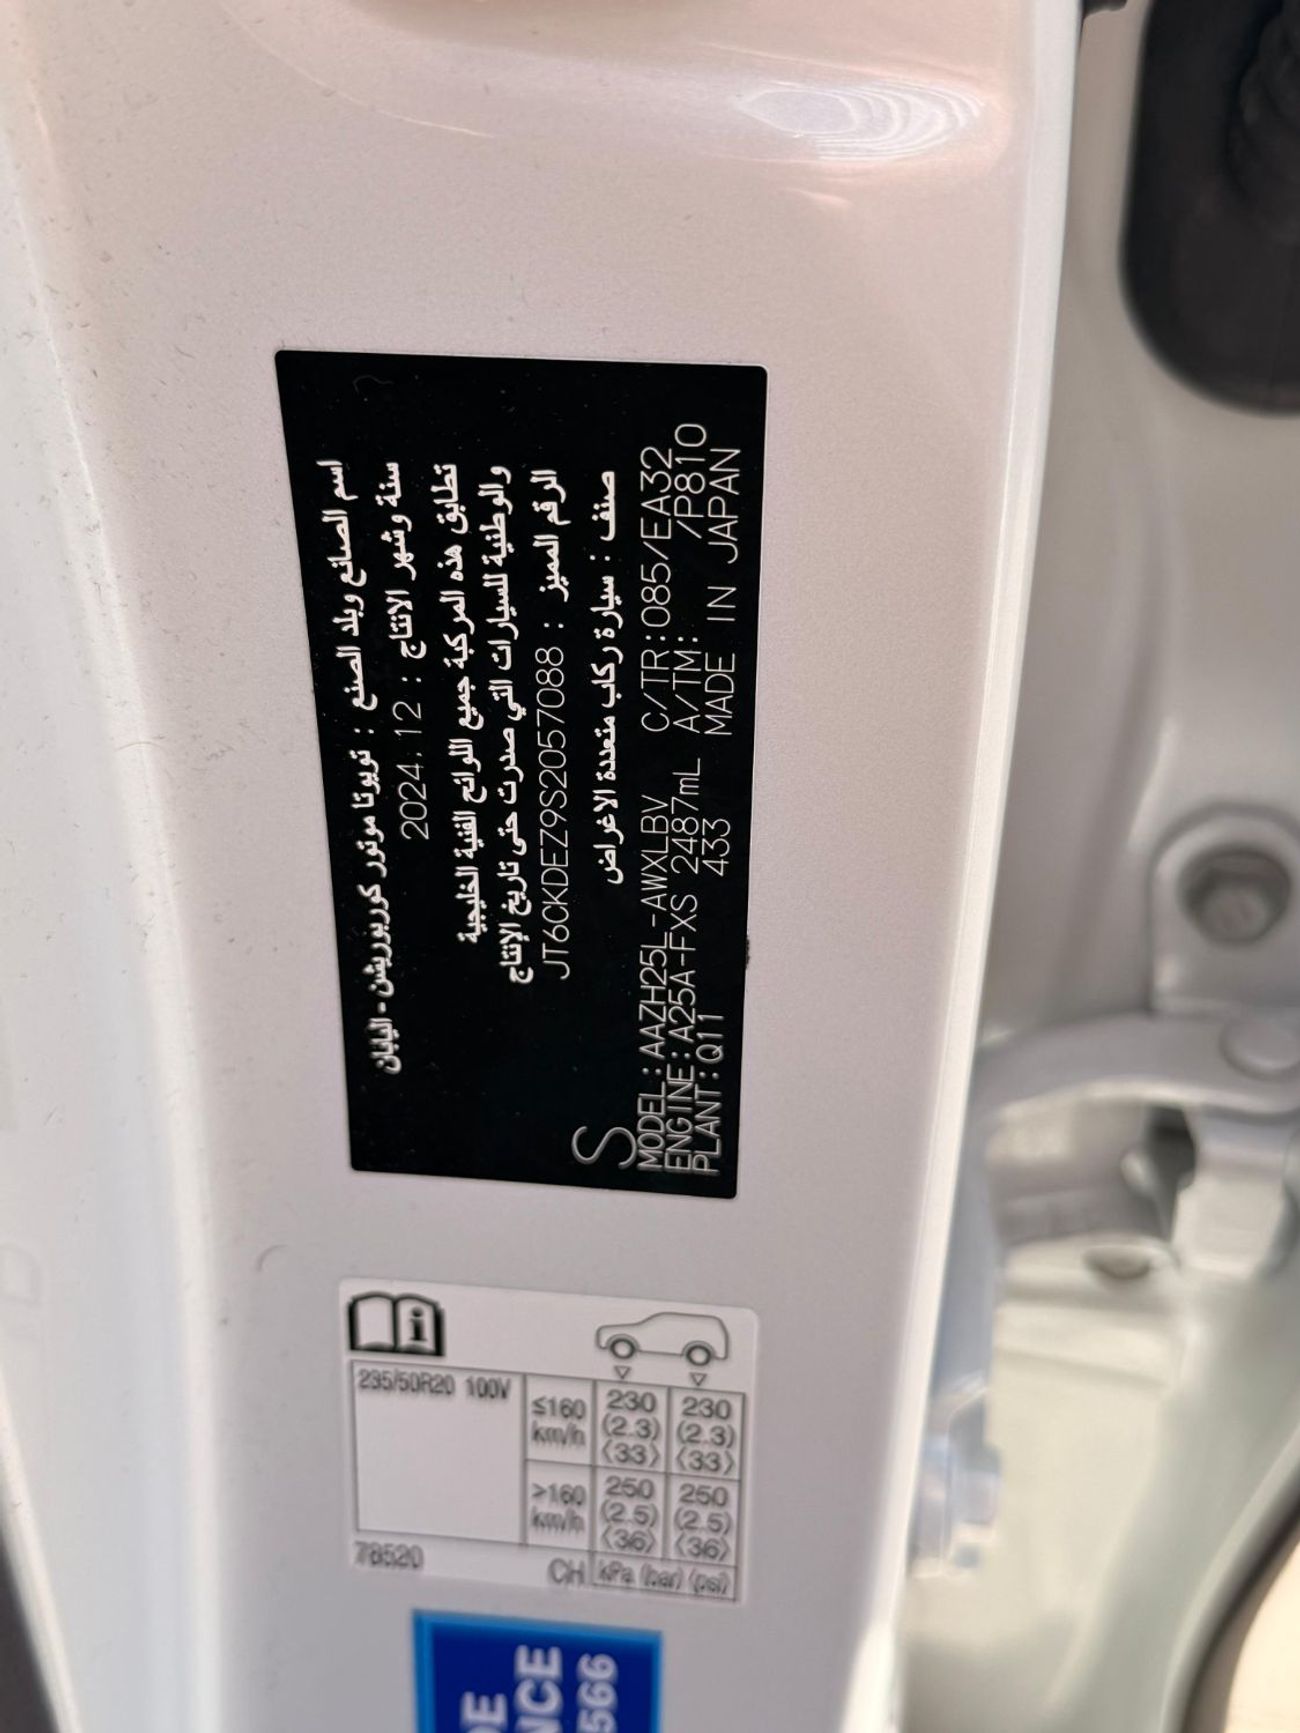 اسم الصانع وبلد الصنع : تويوتا موتور كوربوريشن - اليابان
سنة وشهر الانتاج : 2024.12
تطابق هذه المركبة جميع اللوائح الفنية الخليجية
والوطنية للسيارات التي صدرت حتى تاريخ الإنتاج
الرقم المميز : JT6CKDEZ9S2057088
صنف : سيارة ركاب متعددة الاغراض
S
MODEL:AAZH25L-AWXLBV C/TR:085/EA32
ENGINE:A25A-FXS 2487mL A/TM: /P810
PLANT:Q11 433 MADE IN JAPAN
i
235/50R20 100V
≤160 km/h 230 (2.3) 〈33〉 230 (2.3) 〈33〉
>160 km/h 250 (2.5) 〈36〉 250 (2.5) 〈36〉
78520 CH kPa (bar) 〈psi〉
DE
NCE
566